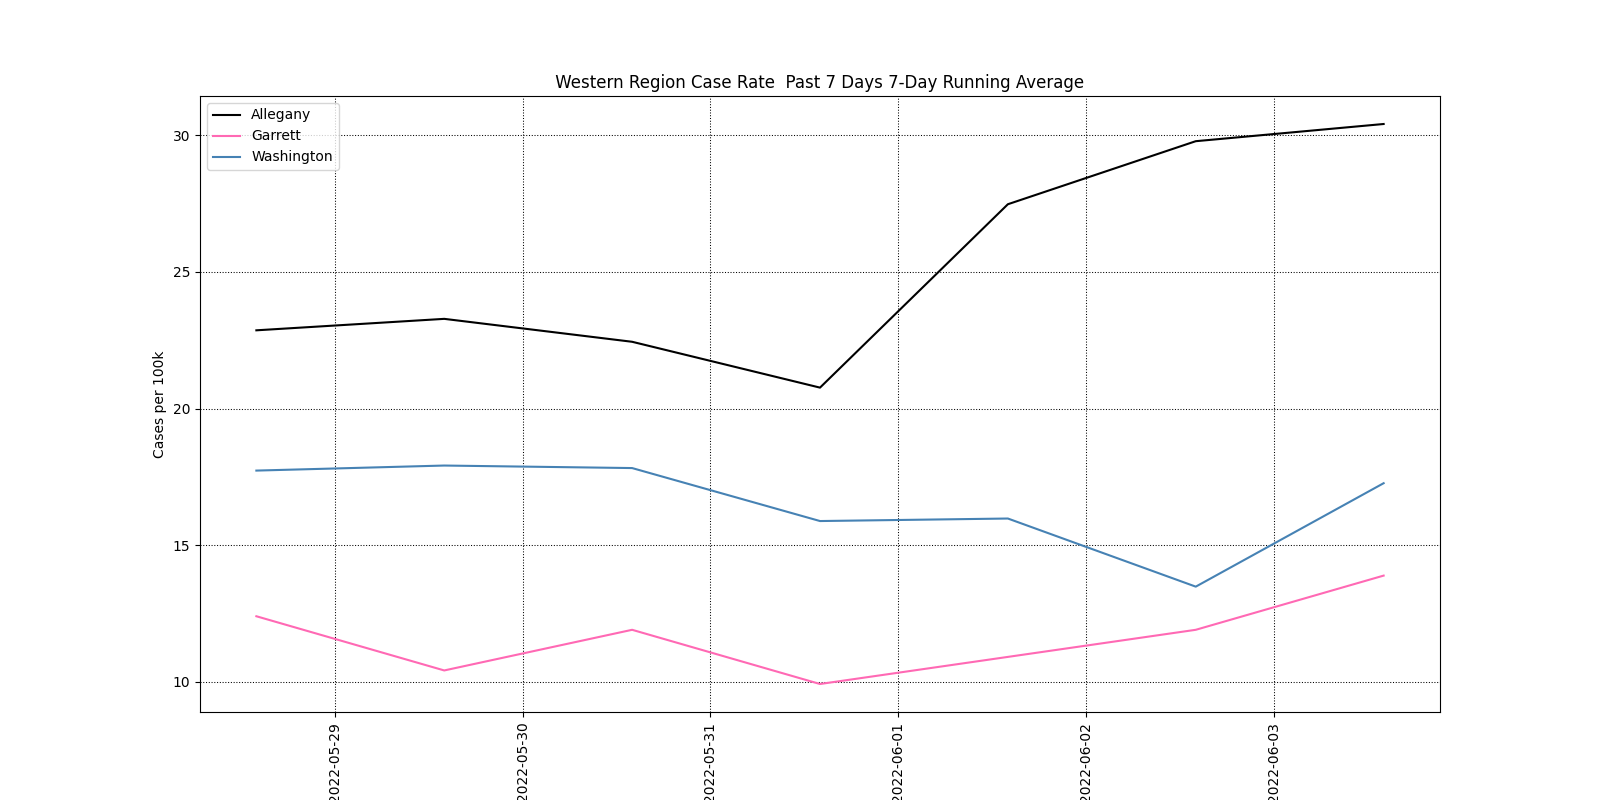 Western Region Case Rate  Past 7 Days 7-Day Running Average
Allegany
Garrett
Washington
30
25
20
15
10
Cases per 100k
2022-05-29
2022-05-30
2022-05-31
2022-06-01
2022-06-02
2022-06-03